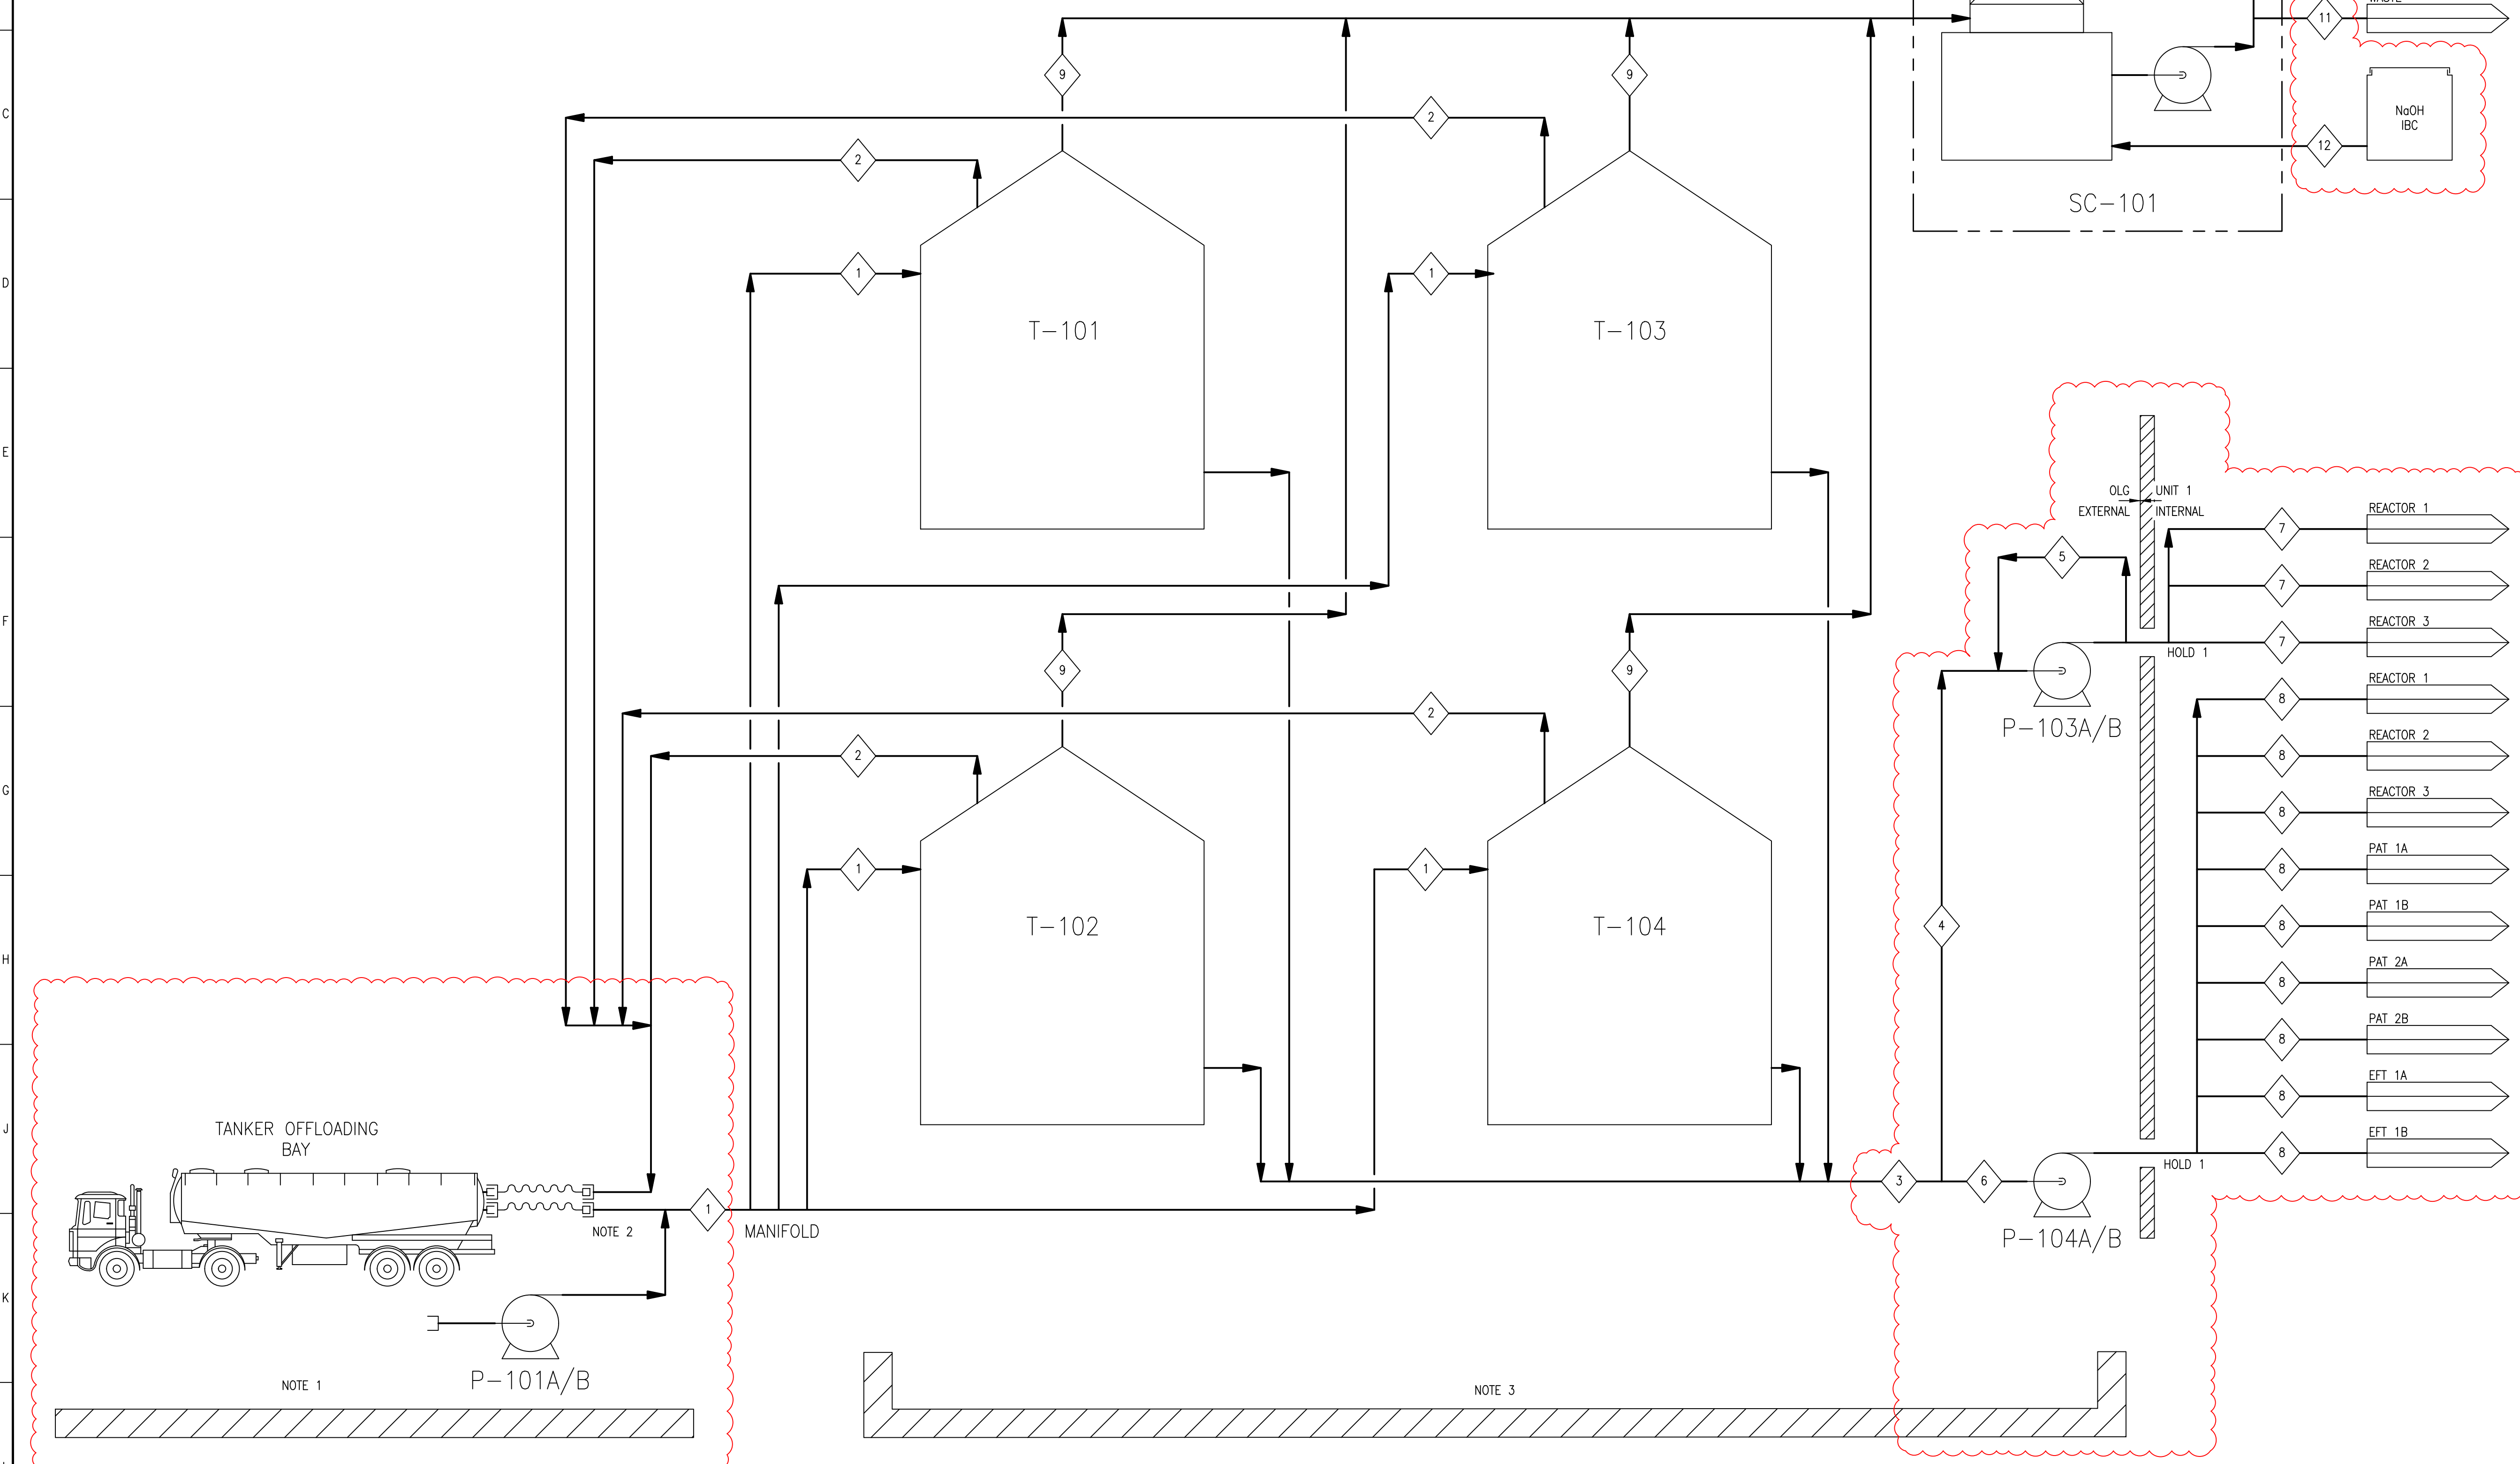 WASTE
11
9
9
C
NaOH
IBC
2
2
12
SC-101
1
1
D
T-101
T-103
E
OLG
UNIT 1
EXTERNAL
INTERNAL
REACTOR 1
7
5
REACTOR 2
7
F
REACTOR 3
7
HOLD 1
9
9
REACTOR 1
8
2
P-103A/B
REACTOR 2
2
8
G
REACTOR 3
8
PAT 1A
1
1
8
T-102
T-104
4
PAT 1B
8
H
PAT 2A
8
PAT 2B
8
EFT 1A
8
J
TANKER OFFLOADING
BAY
EFT 1B
8
HOLD 1
3
6
1
NOTE 2
MANIFOLD
P-104A/B
K
P-101A/B
NOTE 1
NOTE 3